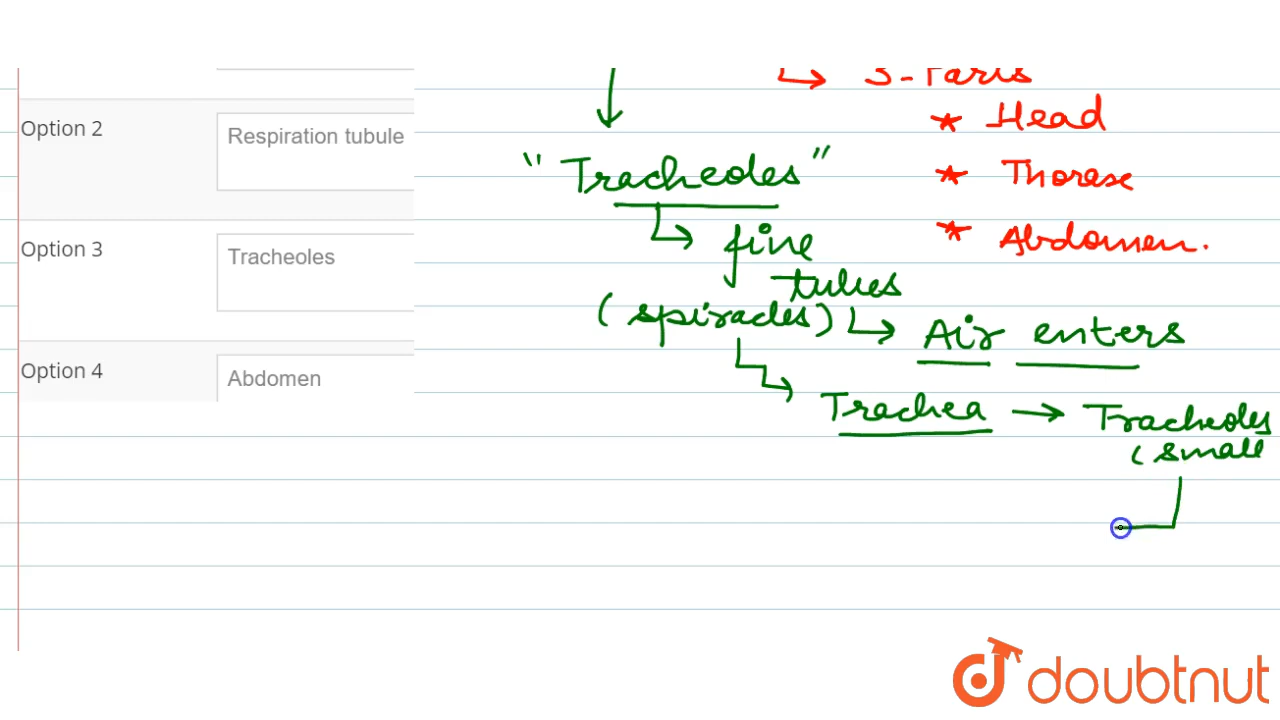 Option 2
Respiration tubule
Option 3
Tracheoles
Option 4
Abdomen
3-Parts
* Head
* Thorax
* Abdomen.
"Tracheoles"
fine
tubes
(spiracles)
Air enters
Trachea → Tracheoles
(small
doubtnut